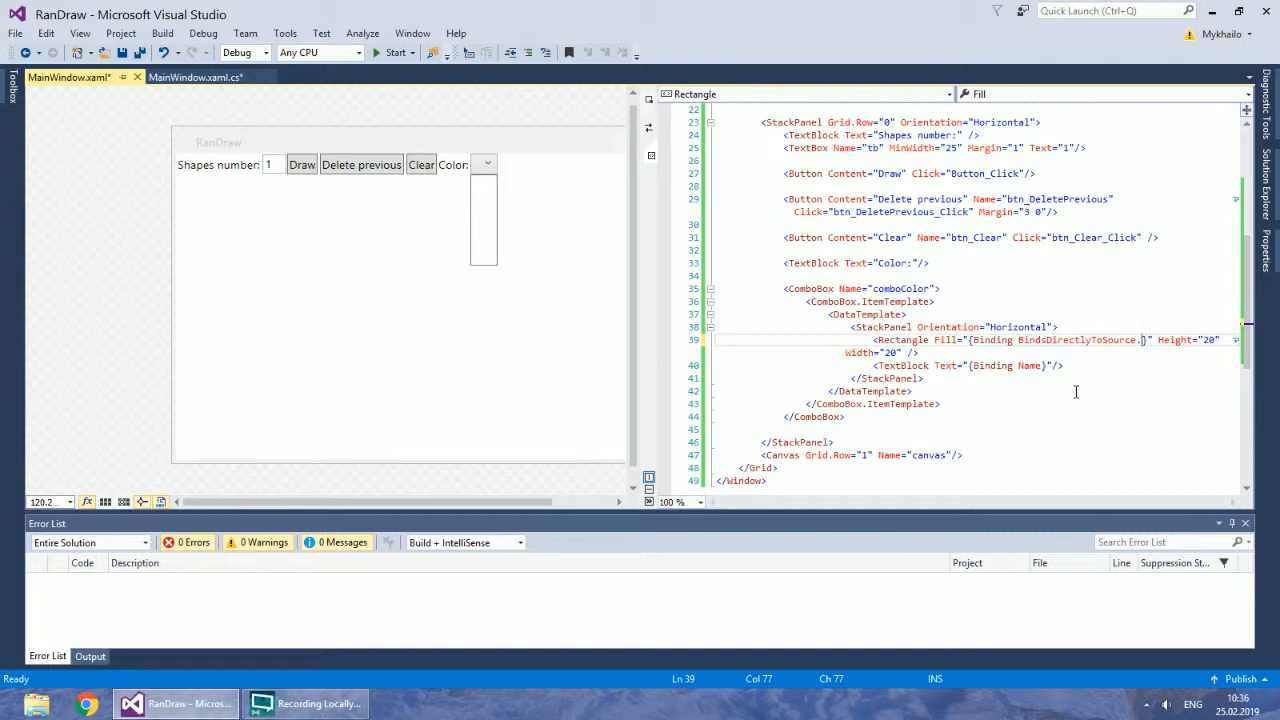 RanDraw - Microsoft Visual Studio
Quick Launch (Ctrl+Q)
File Edit View Project Build Debug Team Tools Test Analyze Window Help
Mykhailo
Debug Any CPU Start
Toolbox
MainWindow.xaml* MainWindow.xaml.cs*
Rectangle Fill
RanDraw
Shapes number: 1 Draw Delete previous Clear Color:
22
23 <StackPanel Grid.Row="0" Orientation="Horizontal">
24 <TextBlock Text="Shapes number:" />
25 <TextBox Name="tb" MinWidth="25" Margin="1" Text="1"/>
26
27 <Button Content="Draw" Click="Button_Click"/>
28
29 <Button Content="Delete previous" Name="btn_DeletePrevious"
Click="btn_DeletePrevious_Click" Margin="3 0"/>
30
31 <Button Content="Clear" Name="btn_Clear" Click="btn_Clear_Click" />
32
33 <TextBlock Text="Color:"/>
34
35 <ComboBox Name="comboColor">
36 <ComboBox.ItemTemplate>
37 <DataTemplate>
38 <StackPanel Orientation="Horizontal">
39 <Rectangle Fill="{Binding BindsDirectlyToSource.}" Height="20"
Width="20" />
40 <TextBlock Text="{Binding Name}"/>
41 </StackPanel>
42 </DataTemplate>
43 </ComboBox.ItemTemplate>
44 </ComboBox>
45
46 </StackPanel>
47 <Canvas Grid.Row="1" Name="canvas"/>
48 </Grid>
49 </Window>
Diagnostic Tools
Solution Explorer
Properties
120.2... fx
100 %
Error List
Entire Solution 0 Errors 0 Warnings 0 Messages Build + IntelliSense Search Error List
Code Description Project File Line Suppression St...
Error List Output
Ready Ln 39 Col 77 Ch 77 INS Publish
RanDraw - Micros... Recording Locally... ENG 10:36
25.02.2019